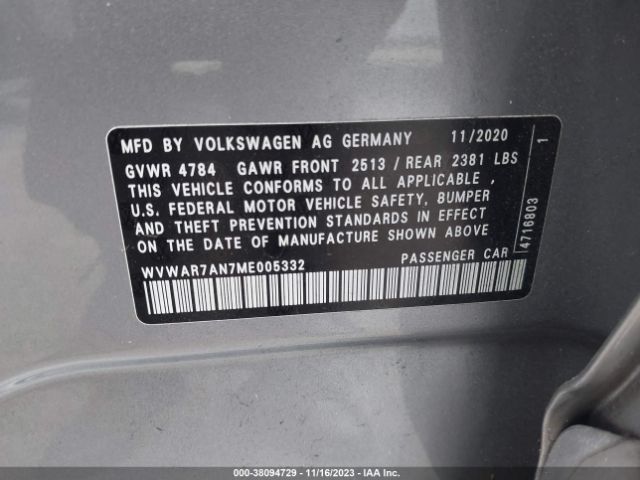 MFD BY VOLKSWAGEN AG GERMANY 11/2020
GVWR 4784 GAWR FRONT 2513 / REAR 2381 LBS
THIS VEHICLE CONFORMS TO ALL APPLICABLE ,
U.S. FEDERAL MOTOR VEHICLE SAFETY, BUMPER
AND THEFT PREVENTION STANDARDS IN EFFECT
ON DATE OF MANUFACTURE SHOWN ABOVE
WVWAR7AN7ME005332 PASSENGER CAR
4716803 1
000-38094729 - 11/16/2023 - IAA Inc.